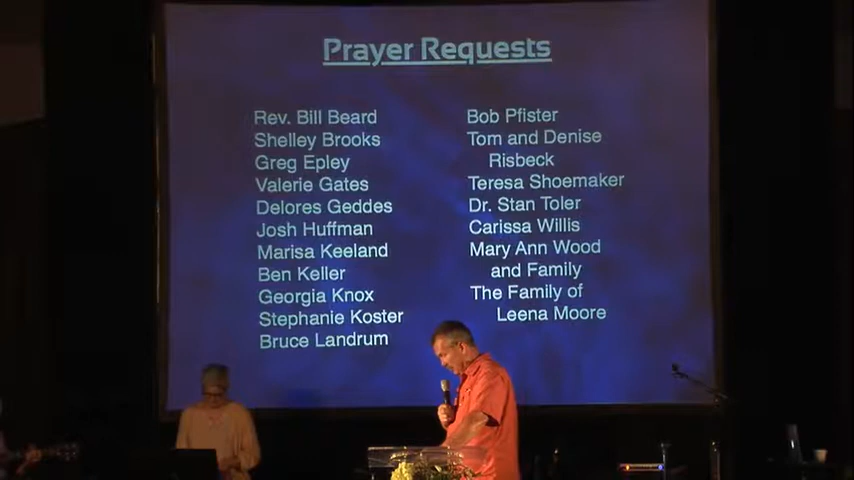 Prayer Requests
Rev. Bill Beard
Shelley Brooks
Greg Epley
Valerie Gates
Delores Geddes
Josh Huffman
Marisa Keeland
Ben Keller
Georgia Knox
Stephanie Koster
Bruce Landrum
Bob Pfister
Tom and Denise
Risbeck
Teresa Shoemaker
Dr. Stan Toler
Carissa Willis
Mary Ann Wood
and Family
The Family of
Leena Moore